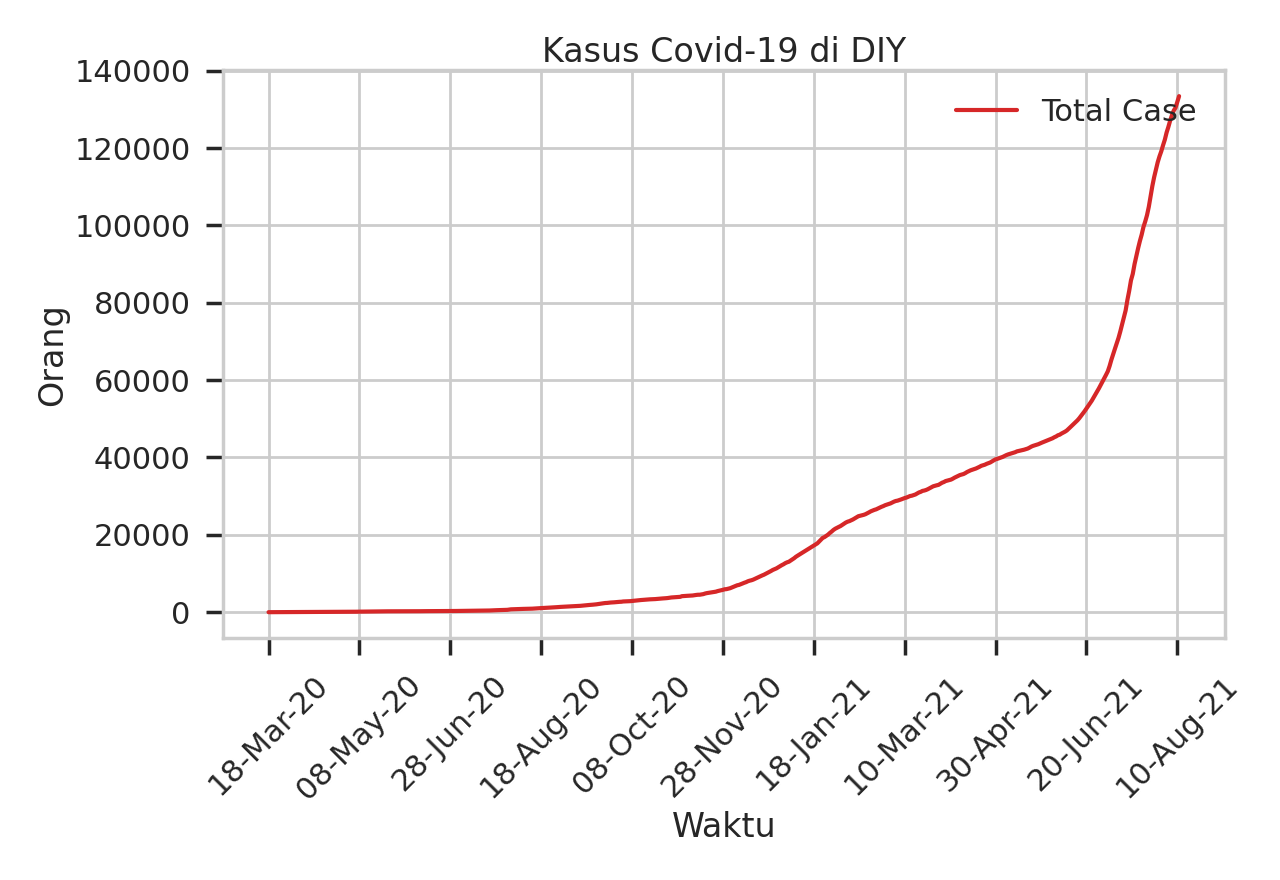 Kasus Covid-19 di DIY
Total Case
Orang
140000
120000
100000
80000
60000
40000
20000
0
18-Mar-20
08-May-20
28-Jun-20
18-Aug-20
08-Oct-20
28-Nov-20
18-Jan-21
10-Mar-21
30-Apr-21
20-Jun-21
10-Aug-21
Waktu